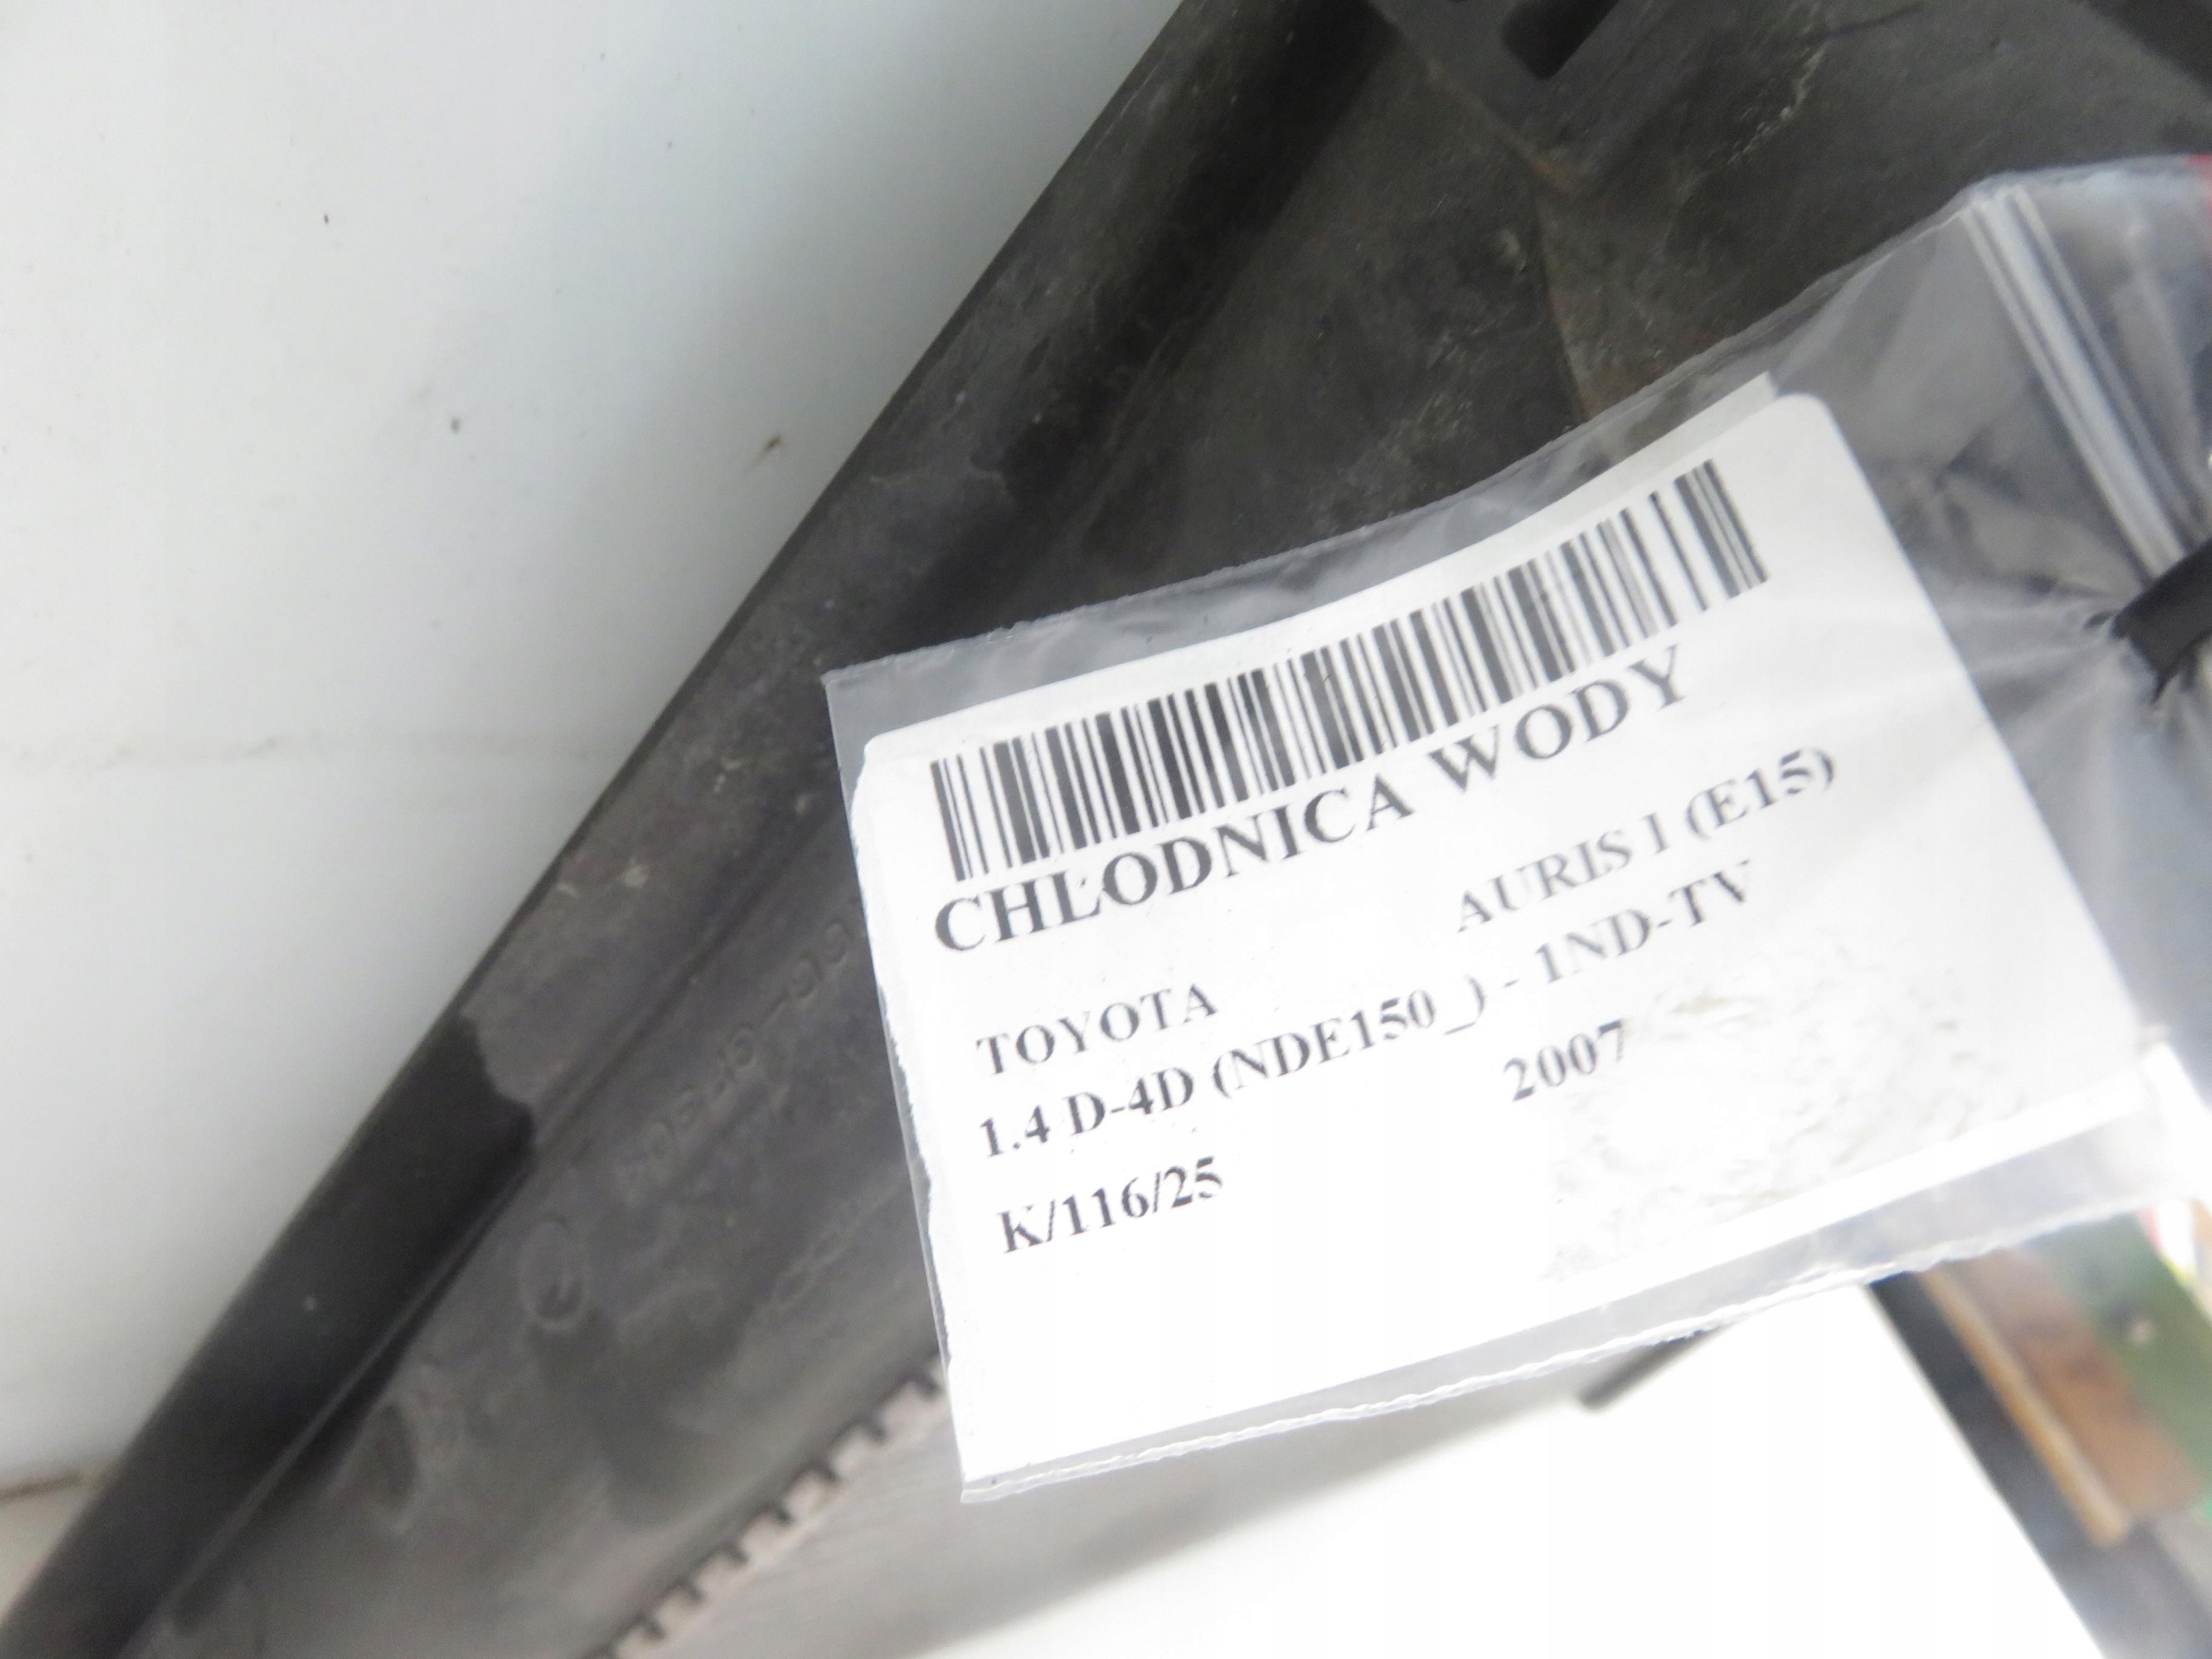 CHŁODNICA WODY
TOYOTA AURIS I (E15)
1.4 D-4D (NDE150_) - 1ND-TV
2007
K/116/25